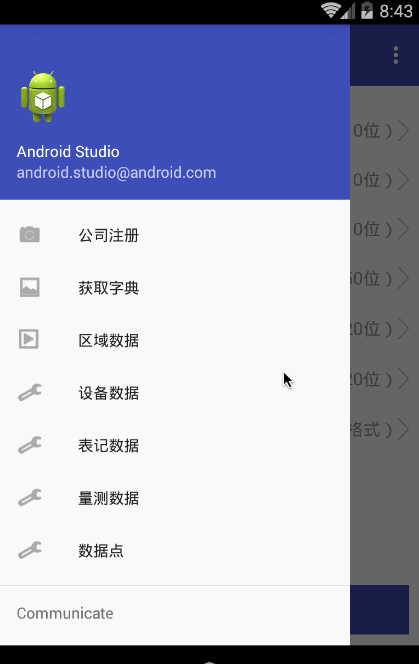 8:43
Android Studio
android.studio@android.com
0位 )
公司注册
0位 )
获取字典
0位 )
区域数据
50位 )
设备数据
20位 )
表记数据
20位 )
量测数据
格式 )
数据点
Communicate